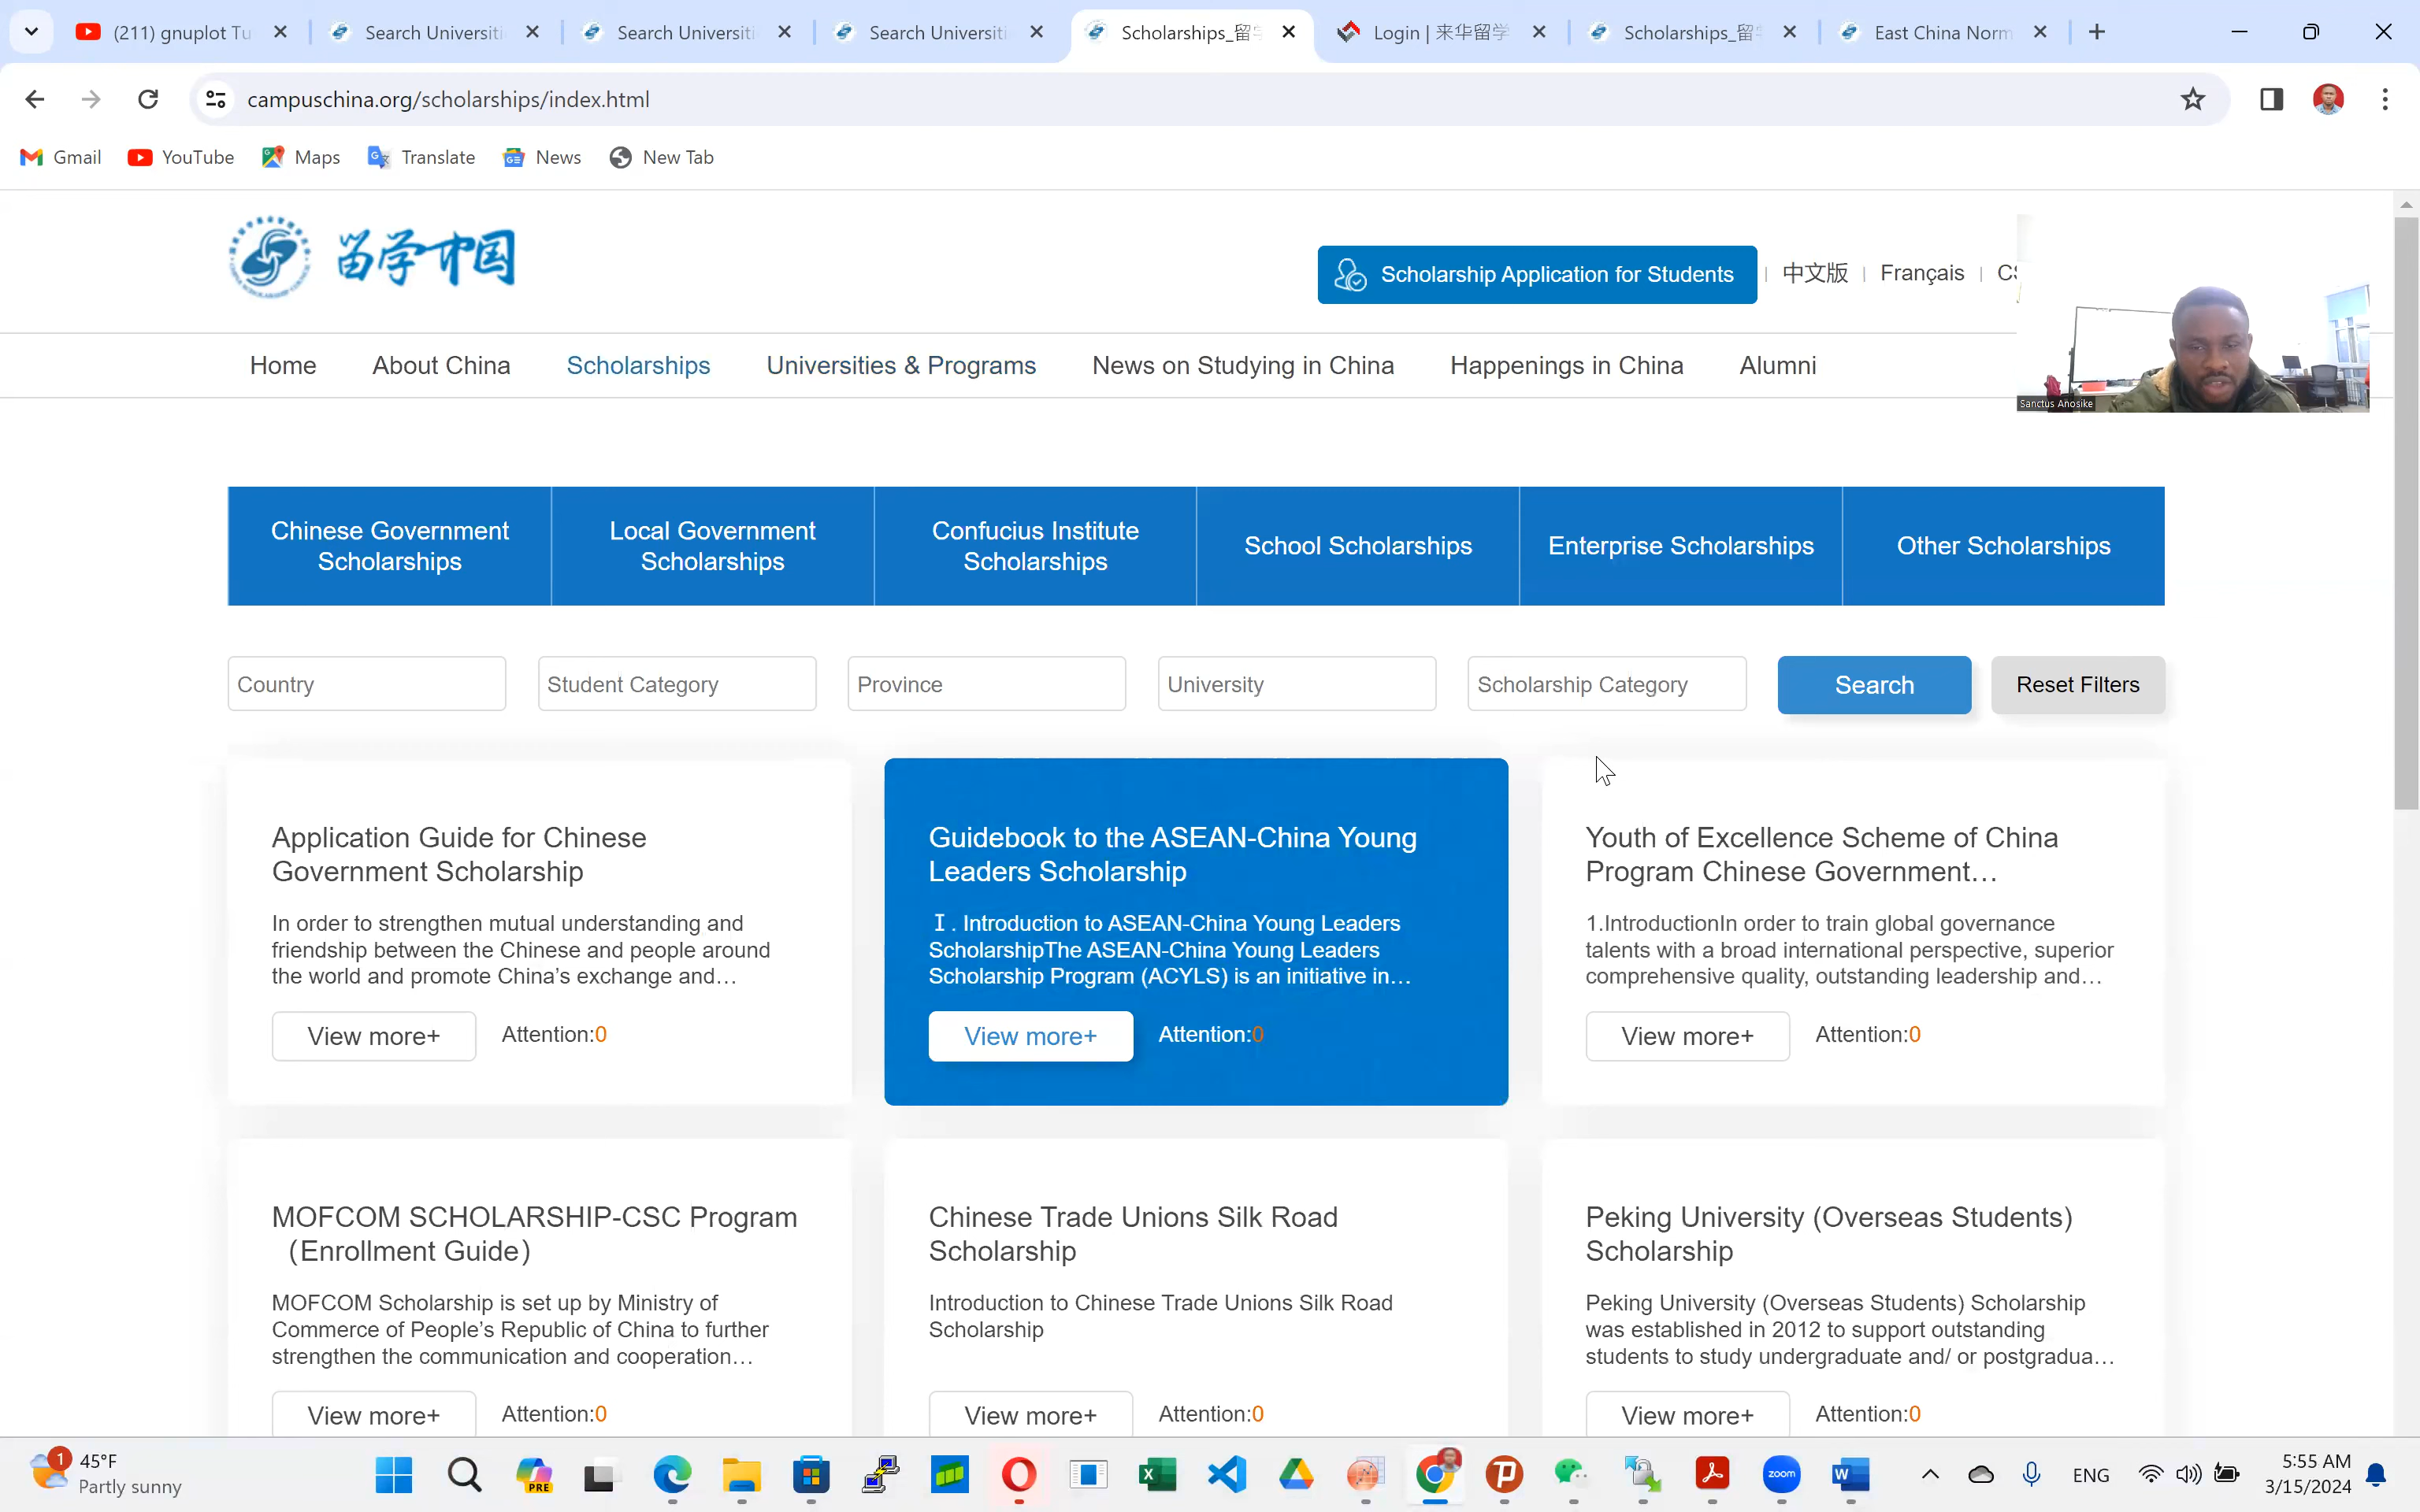 (211) gnuplot Tu
Search Universiti
Search Universiti
Search Universiti
Scholarships_留学
Login | 来华留学
Scholarships_留
East China Norm
campuschina.org/scholarships/index.html
Gmail
YouTube
Maps
Translate
News
New Tab
留学中国
Scholarship Application for Students
中文版
Français
CS
Sanctus Anosike
Home
About China
Scholarships
Universities & Programs
News on Studying in China
Happenings in China
Alumni
Chinese Government
Scholarships
Local Government
Scholarships
Confucius Institute
Scholarships
School Scholarships
Enterprise Scholarships
Other Scholarships
Country
Student Category
Province
University
Scholarship Category
Search
Reset Filters
Application Guide for Chinese
Government Scholarship
In order to strengthen mutual understanding and
friendship between the Chinese and people around
the world and promote China’s exchange and…
View more+
Attention:0
Guidebook to the ASEAN-China Young
Leaders Scholarship
Ⅰ. Introduction to ASEAN-China Young Leaders
ScholarshipThe ASEAN-China Young Leaders
Scholarship Program (ACYLS) is an initiative in…
View more+
Attention:0
Youth of Excellence Scheme of China
Program Chinese Government…
1.IntroductionIn order to train global governance
talents with a broad international perspective, superior
comprehensive quality, outstanding leadership and…
View more+
Attention:0
MOFCOM SCHOLARSHIP-CSC Program
（Enrollment Guide）
MOFCOM Scholarship is set up by Ministry of
Commerce of People’s Republic of China to further
strengthen the communication and cooperation…
View more+
Attention:0
Chinese Trade Unions Silk Road
Scholarship
Introduction to Chinese Trade Unions Silk Road
Scholarship
View more+
Attention:0
Peking University (Overseas Students)
Scholarship
Peking University (Overseas Students) Scholarship
was established in 2012 to support outstanding
students to study undergraduate and/ or postgradua…
View more+
Attention:0
1
45°F
Partly sunny
PRE
zoom
ENG
5:55 AM
3/15/2024